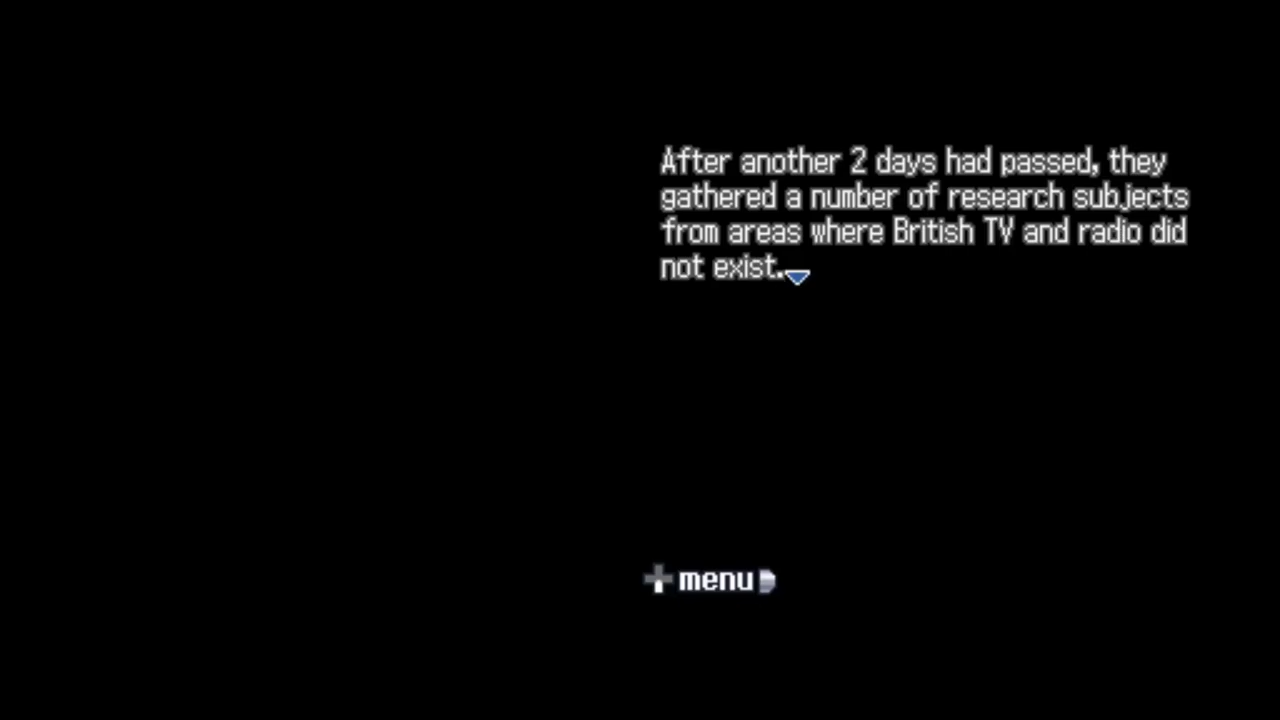 After another 2 days had passed, they
gathered a number of research subjects
from areas where British TV and radio did
not exist.
menu